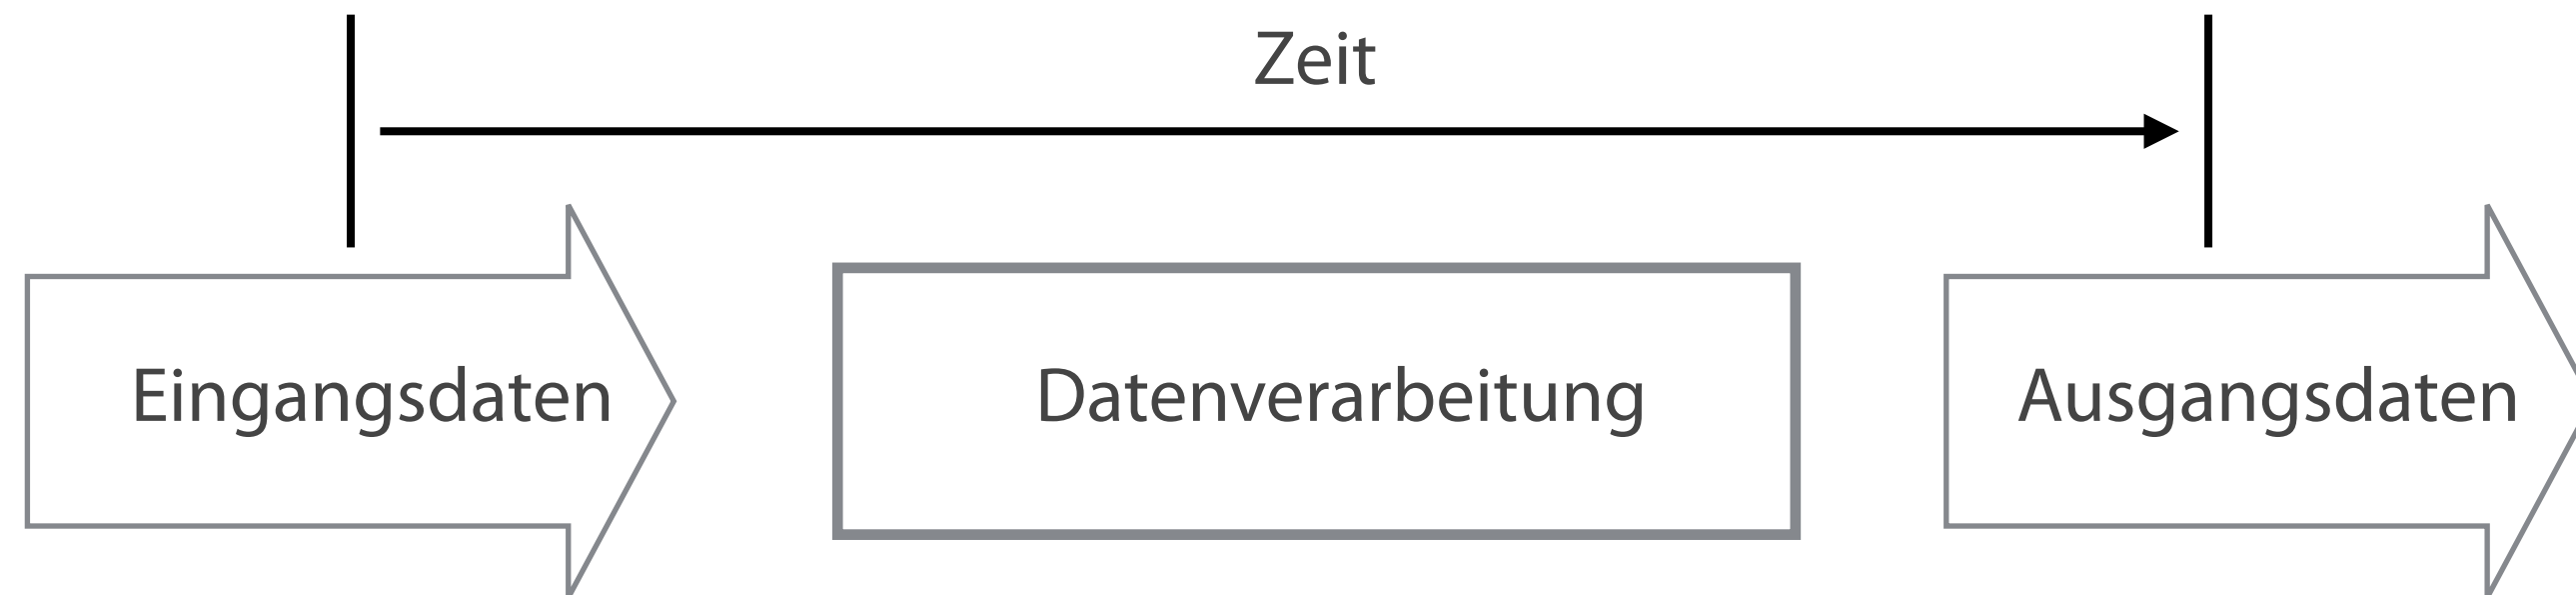 Zeit
Eingangsdaten
Datenverarbeitung
Ausgangsdaten